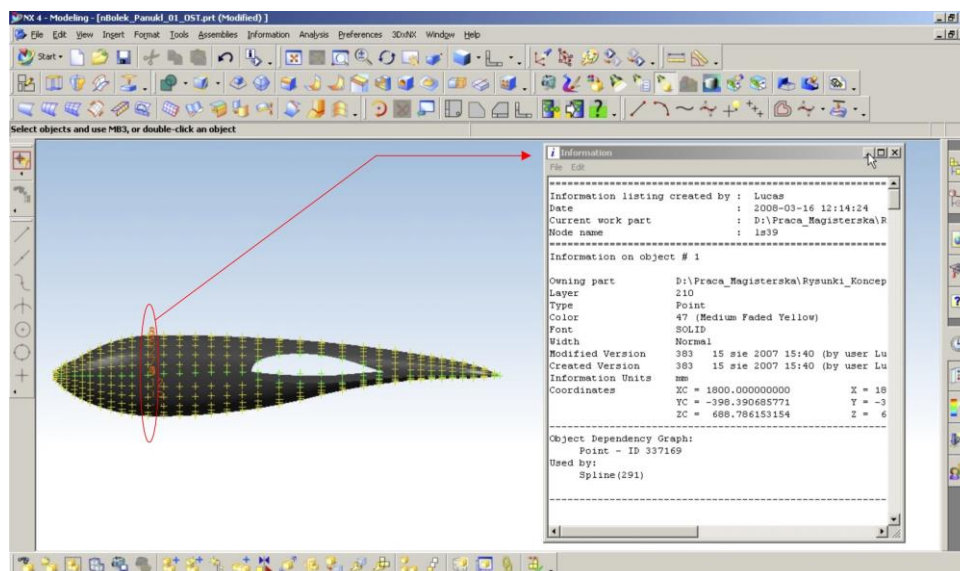 NX 4 - Modeling - [nBolek_Panukl_01_OST.prt (Modified) ]
File Edit View Insert Format Tools Assemblies Information Analysis Preferences 3DxNX Window Help
Start
Select objects and use MB3, or double-click an object
i Information
File Edit
============================================================
Information listing created by : Lucas
Date : 2008-03-16 12:14:24
Current work part : D:\Praca_Magisterska\R
Node name : ls39
============================================================
Information on object # 1
Owning part D:\Praca_Magisterska\Rysunki_Koncep
Layer 210
Type Point
Color 47 (Medium Faded Yellow)
Font SOLID
Width Normal
Modified Version 383 15 sie 2007 15:40 (by user Lu
Created Version 383 15 sie 2007 15:40 (by user Lu
Information Units mm
Coordinates XC = 1800.000000000 X = 18
YC = -398.390685771 Y = -3
ZC = 688.786153154 Z = 6
------------------------------------------------------------
Object Dependency Graph:
Point - ID 337169
Used by:
Spline(291)
------------------------------------------------------------